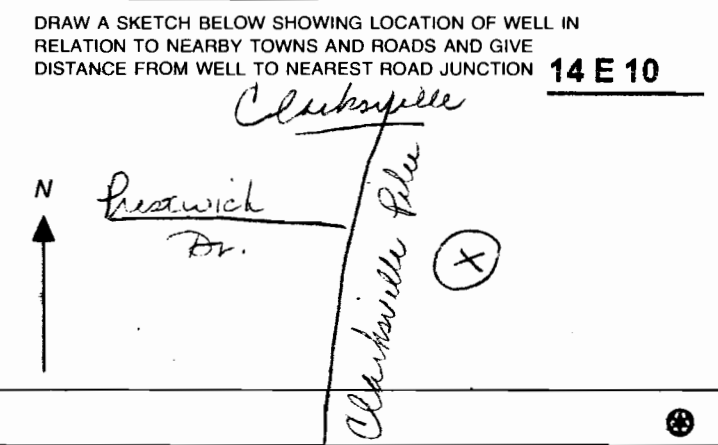 DRAW A SKETCH BELOW SHOWING LOCATION OF WELL IN
RELATION TO NEARBY TOWNS AND ROADS AND GIVE
DISTANCE FROM WELL TO NEAREST ROAD JUNCTION 14 E 10
Clarksville
N
Prestwich
Dr.
Clarksville Pike
X